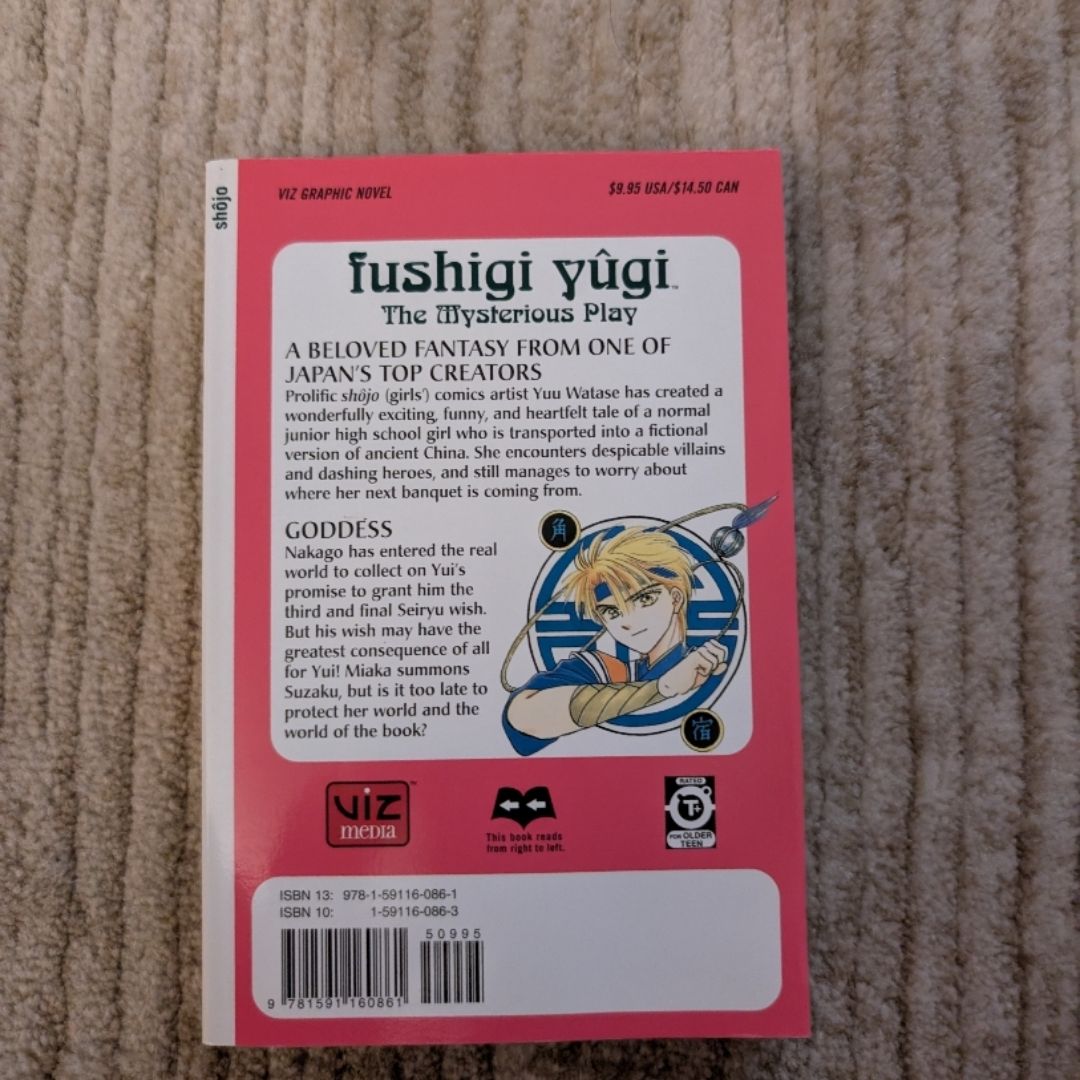 shôjo
VIZ GRAPHIC NOVEL
$9.95 USA/$14.50 CAN
fushigi yûgi™
The Mysterious Play
A BELOVED FANTASY FROM ONE OF
JAPAN'S TOP CREATORS
Prolific shôjo (girls') comics artist Yuu Watase has created a
wonderfully exciting, funny, and heartfelt tale of a normal
junior high school girl who is transported into a fictional
version of ancient China. She encounters despicable villains
and dashing heroes, and still manages to worry about
where her next banquet is coming from.
GODDESS
Nakago has entered the real
world to collect on Yui's
promise to grant him the
third and final Seiryu wish.
But his wish may have the
greatest consequence of all
for Yui! Miaka summons
Suzaku, but is it too late to
protect her world and the
world of the book?
角
宿
VIZ
MEDIA™
This book reads
from right to left.
RATED
T+
FOR OLDER
TEEN
ISBN 13: 978-1-59116-086-1
ISBN 10: 1-59116-086-3
50995
9 781591 160861